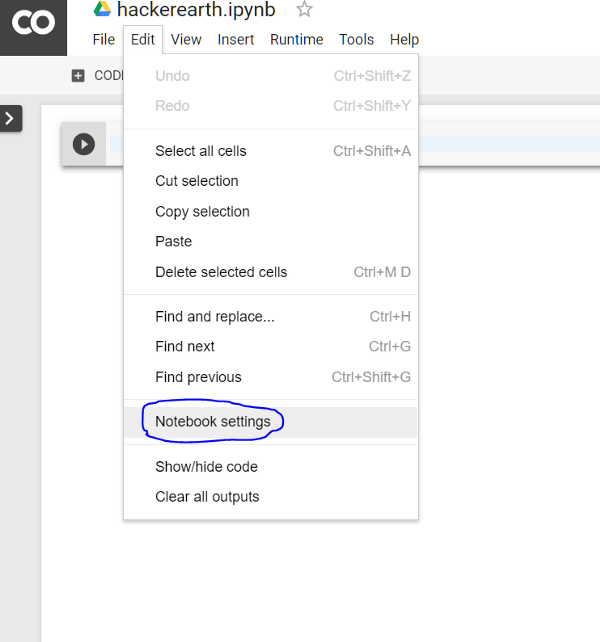 CO hackerearth.ipynb
File Edit View Insert Runtime Tools Help
COD
Undo Ctrl+Shift+Z
Redo Ctrl+Shift+Y
Select all cells Ctrl+Shift+A
Cut selection
Copy selection
Paste
Delete selected cells Ctrl+M D
Find and replace... Ctrl+H
Find next Ctrl+G
Find previous Ctrl+Shift+G
Notebook settings
Show/hide code
Clear all outputs